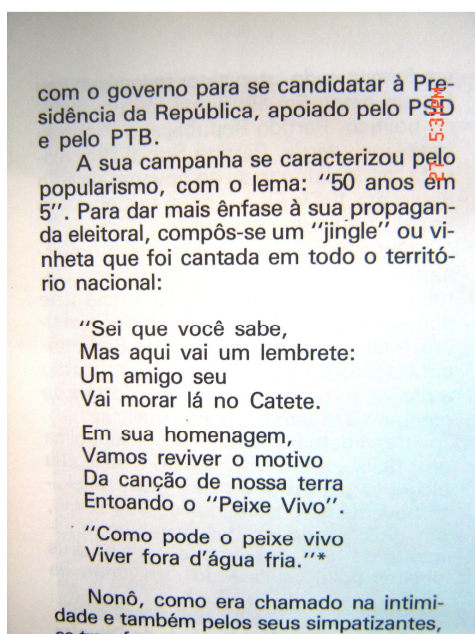 com o governo para se candidatar à Pre-
sidência da República, apoiado pelo PSD
e pelo PTB.
A sua campanha se caracterizou pelo
popularismo, com o lema: "50 anos em
5". Para dar mais ênfase à sua propagan-
da eleitoral, compôs-se um "jingle" ou vi-
nheta que foi cantada em todo o territó-
rio nacional:
"Sei que você sabe,
Mas aqui vai um lembrete:
Um amigo seu
Vai morar lá no Catete.
Em sua homenagem,
Vamos reviver o motivo
Da canção de nossa terra
Entoando o "Peixe Vivo".
"Como pode o peixe vivo
Viver fora d'água fria."*
Nonô, como era chamado na intimi-
dade e também pelos seus simpatizantes,